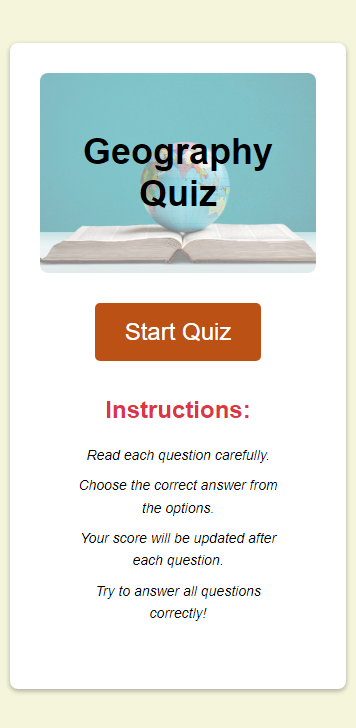 Geography
Quiz
Start Quiz
Instructions:
Read each question carefully.
Choose the correct answer from
the options.
Your score will be updated after
each question.
Try to answer all questions
correctly!